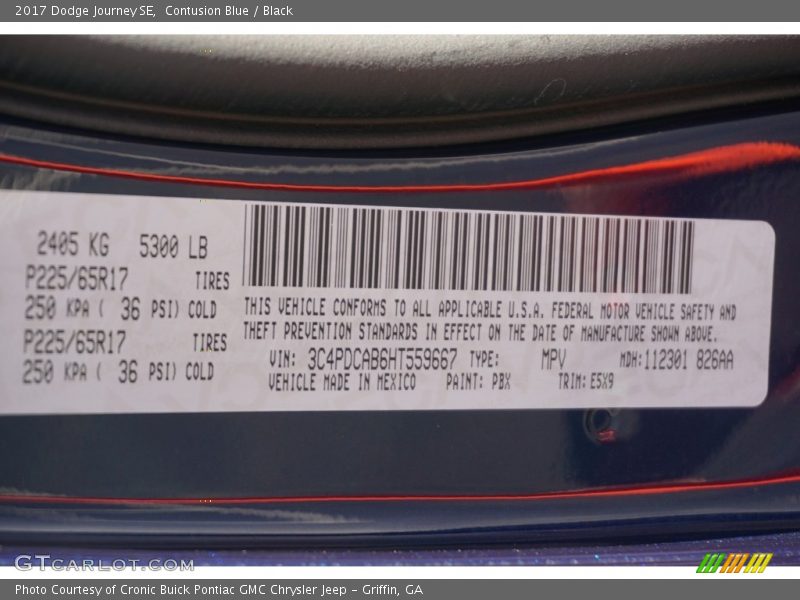 2017 Dodge Journey SE, Contusion Blue / Black
2405 KG 5300 LB
P225/65R17 TIRES
250 KPA ( 36 PSI) COLD
P225/65R17 TIRES
250 KPA ( 36 PSI) COLD
THIS VEHICLE CONFORMS TO ALL APPLICABLE U.S.A. FEDERAL MOTOR VEHICLE SAFETY AND
THEFT PREVENTION STANDARDS IN EFFECT ON THE DATE OF MANUFACTURE SHOWN ABOVE.
VIN: 3C4PDCAB6HT559667 TYPE: MPV MDH:112301 826AA
VEHICLE MADE IN MEXICO PAINT: PBX TRIM: E5X9
GTCARLOT.COM
Photo Courtesy of Cronic Buick Pontiac GMC Chrysler Jeep - Griffin, GA